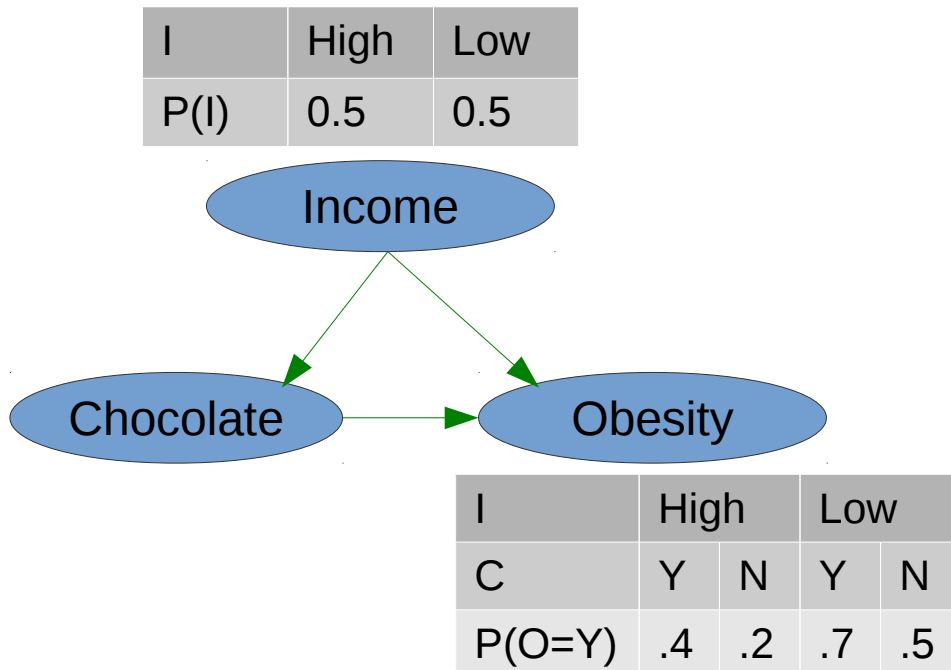 I High Low
P(I) 0.5 0.5
Income
Chocolate Obesity
I High Low
C Y N Y N
P(O=Y) .4 .2 .7 .5